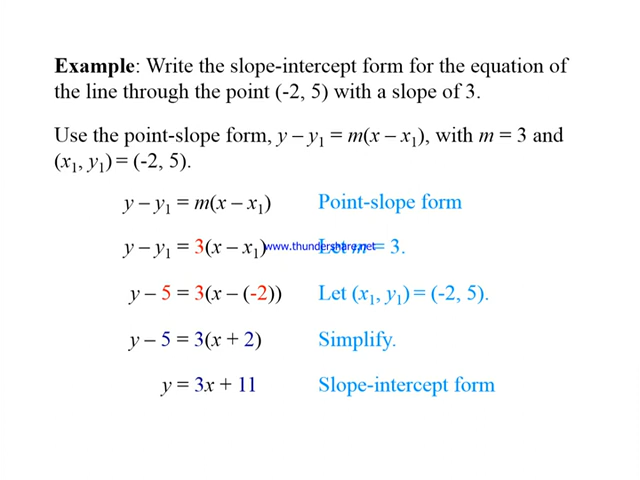 Example: Write the slope-intercept form for the equation of
the line through the point (-2, 5) with a slope of 3.
Use the point-slope form, y – y₁ = m(x – x₁), with m = 3 and
(x₁, y₁) = (-2, 5).
y – y₁ = m(x – x₁) Point-slope form
y – y₁ = 3(x – x₁) www.thundershare.net Let m = 3.
y – 5 = 3(x – (-2)) Let (x₁, y₁) = (-2, 5).
y – 5 = 3(x + 2) Simplify.
y = 3x + 11 Slope-intercept form